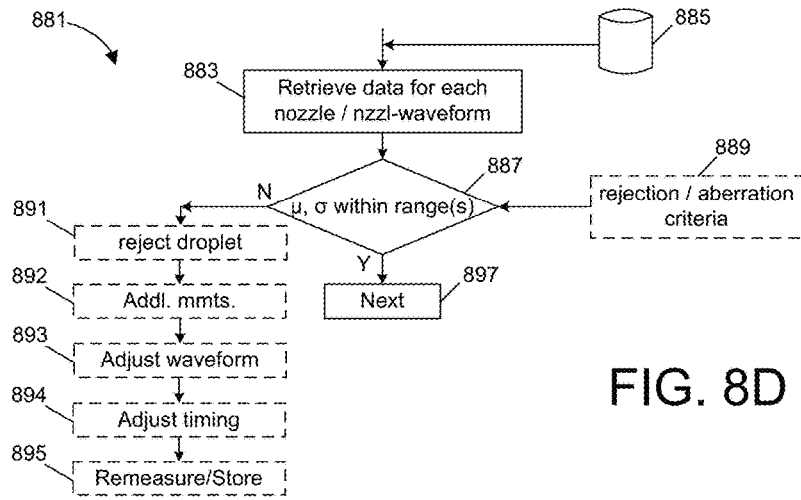 881
885
883
Retrieve data for each
nozzle / nzzl-waveform
887
889
N
μ, σ within range(s)
rejection / aberration
criteria
891
reject droplet
Y
892
Addl. mmts.
Next
897
893
Adjust waveform
894
Adjust timing
FIG. 8D
895
Remeasure/Store